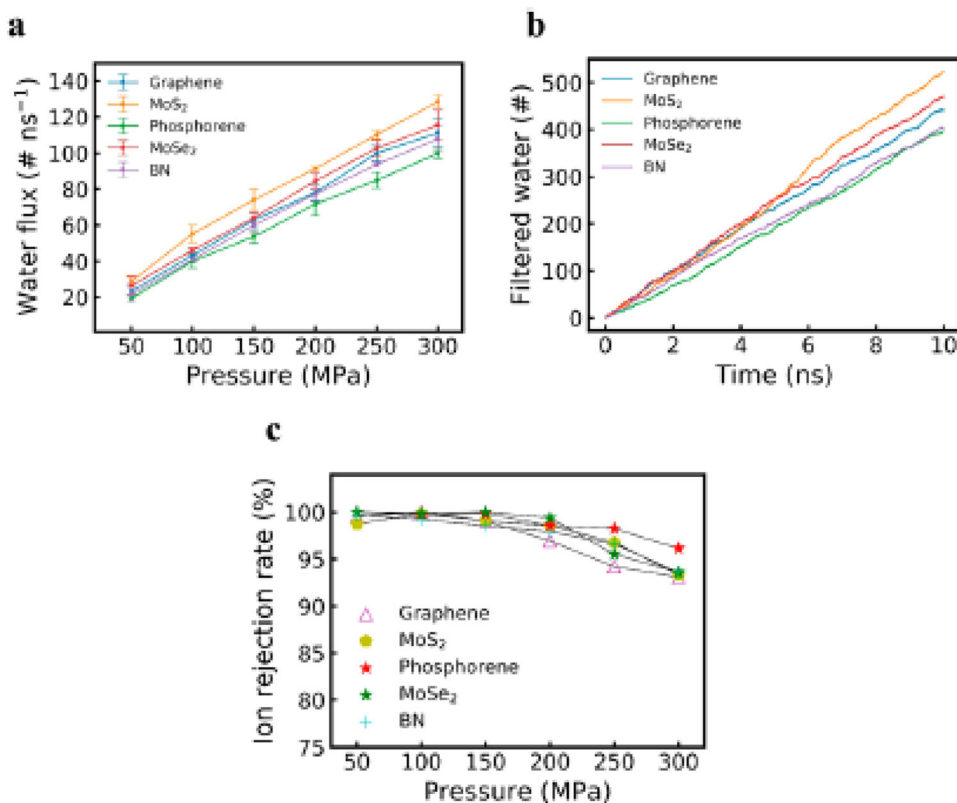 a
Water flux (# ns⁻¹)
140
120
100
80
60
40
20
Graphene
MoS₂
Phosphorene
MoSe₂
BN
50 100 150 200 250 300
Pressure (MPa)
b
Filtered water (#)
500
400
300
200
100
0
Graphene
MoS₂
Phosphorene
MoSe₂
BN
0 2 4 6 8 10
Time (ns)
c
Ion rejection rate (%)
100
95
90
85
80
75
Graphene
MoS₂
Phosphorene
MoSe₂
BN
50 100 150 200 250 300
Pressure (MPa)